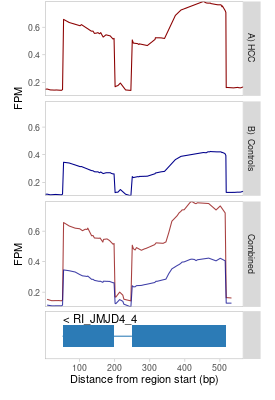 0.6
0.4
0.2
FPM
A) HCC
0.6
0.4
0.2
B) Controls
0.6
0.4
0.2
FPM
Combined
< RI_JMJD4_4
100
200
300
400
500
Distance from region start (bp)